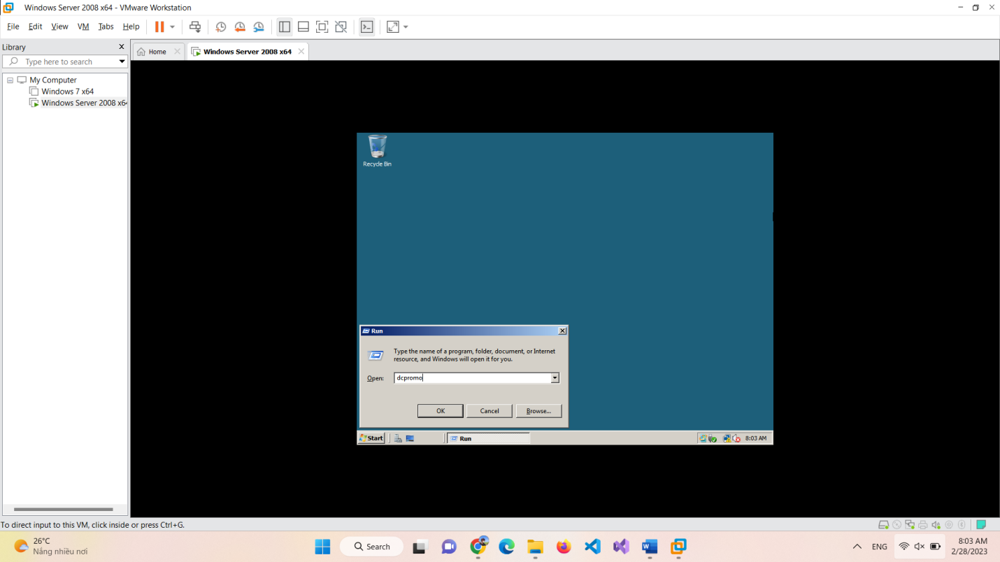 Windows Server 2008 x64 - VMware Workstation
File Edit View VM Tabs Help
Library
Home
Windows Server 2008 x64
Type here to search
My Computer
Windows 7 x64
Windows Server 2008 x64
Recycle Bin
Run
Type the name of a program, folder, document, or Internet
resource, and Windows will open it for you.
Open: dcpromo
OK Cancel Browse...
Start Run 8:03 AM
To direct input to this VM, click inside or press Ctrl+G.
26°C
Nắng nhiều nơi
Search
ENG
8:03 AM
2/28/2023